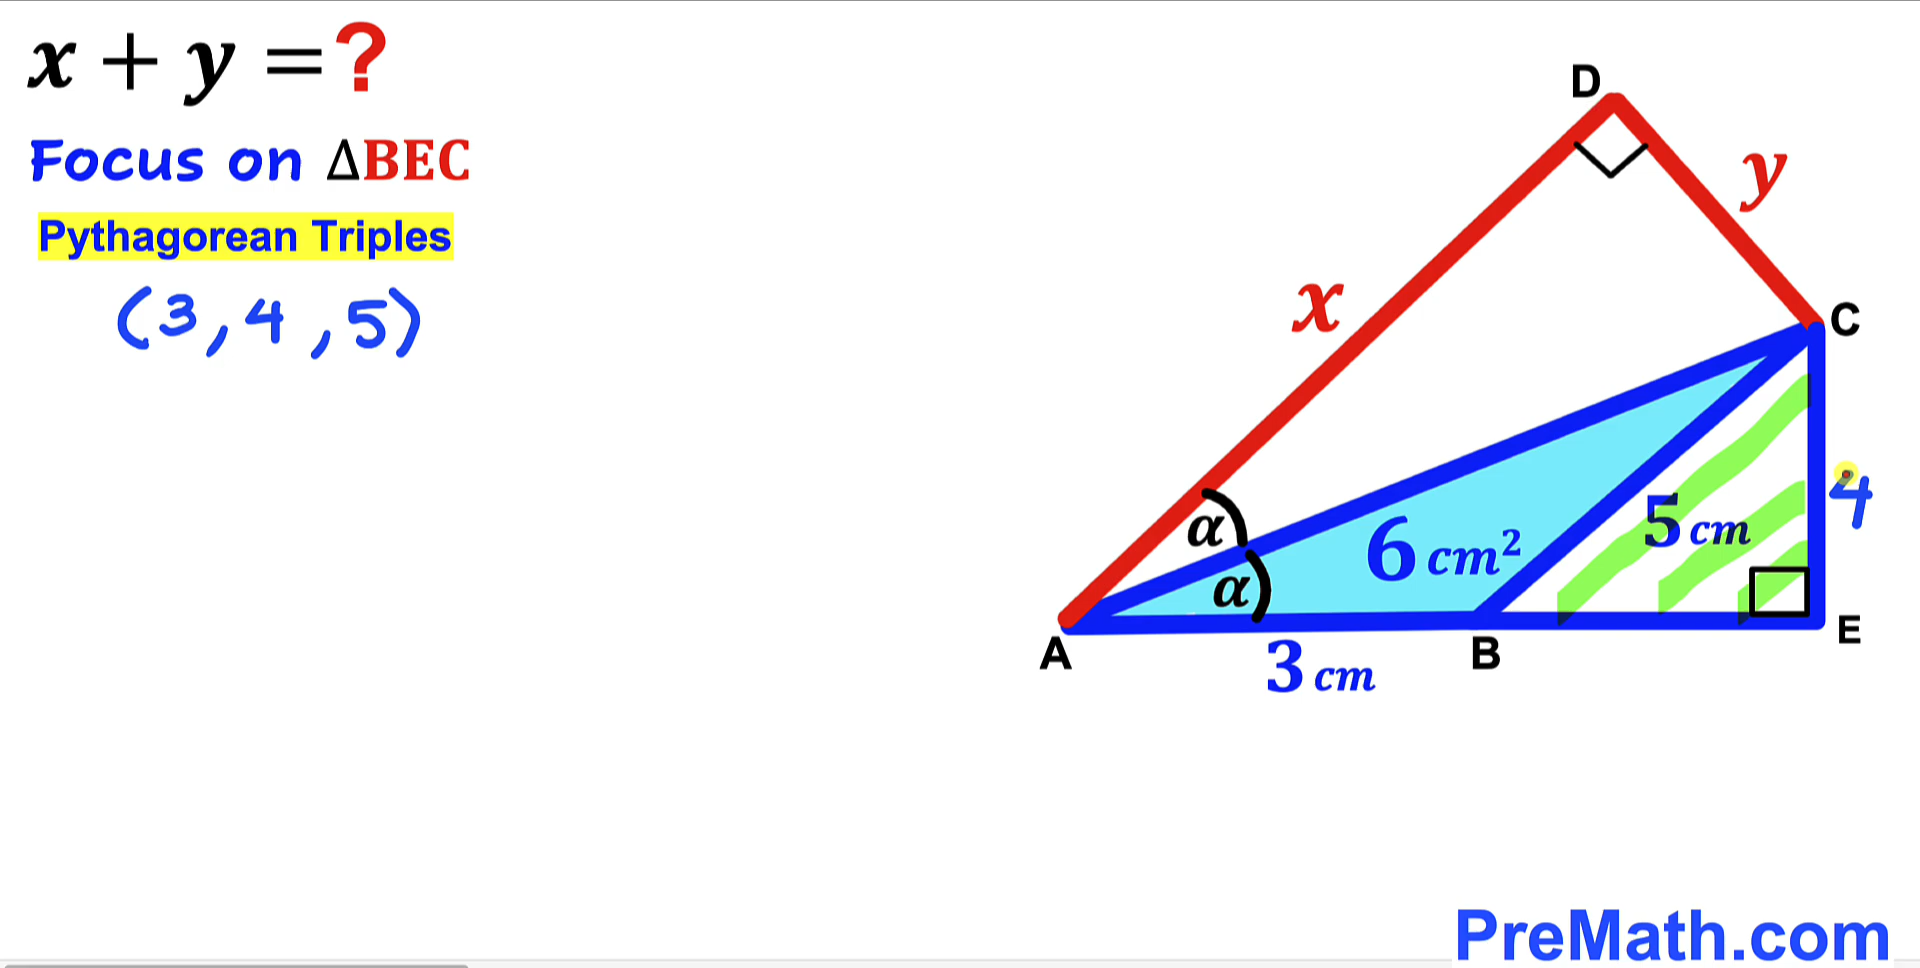 x + y = ?
Focus on ΔBEC
Pythagorean Triples
(3, 4, 5)
D
y
x
C
α
α
6 cm²
5 cm
4
A
3 cm
B
E
PreMath.com